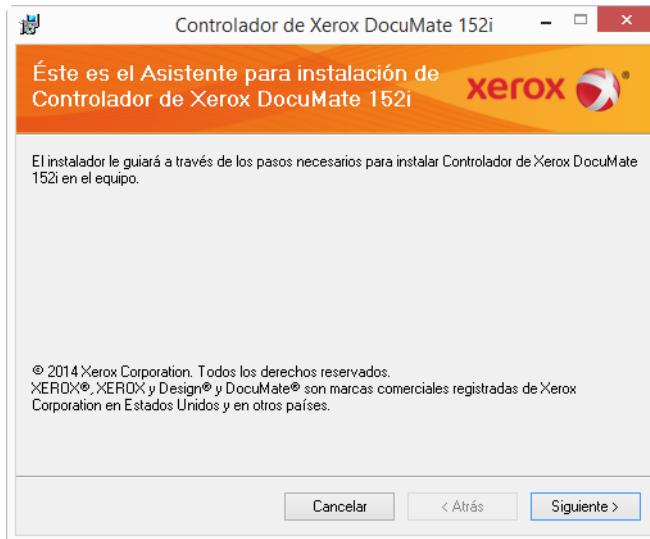 Controlador de Xerox DocuMate 152i
Éste es el Asistente para instalación de
Controlador de Xerox DocuMate 152i
xerox
El instalador le guiará a través de los pasos necesarios para instalar Controlador de Xerox DocuMate
152i en el equipo.
© 2014 Xerox Corporation. Todos los derechos reservados.
XEROX®, XEROX y Design® y DocuMate® son marcas comerciales registradas de Xerox
Corporation en Estados Unidos y en otros países.
Cancelar < Atrás Siguiente >